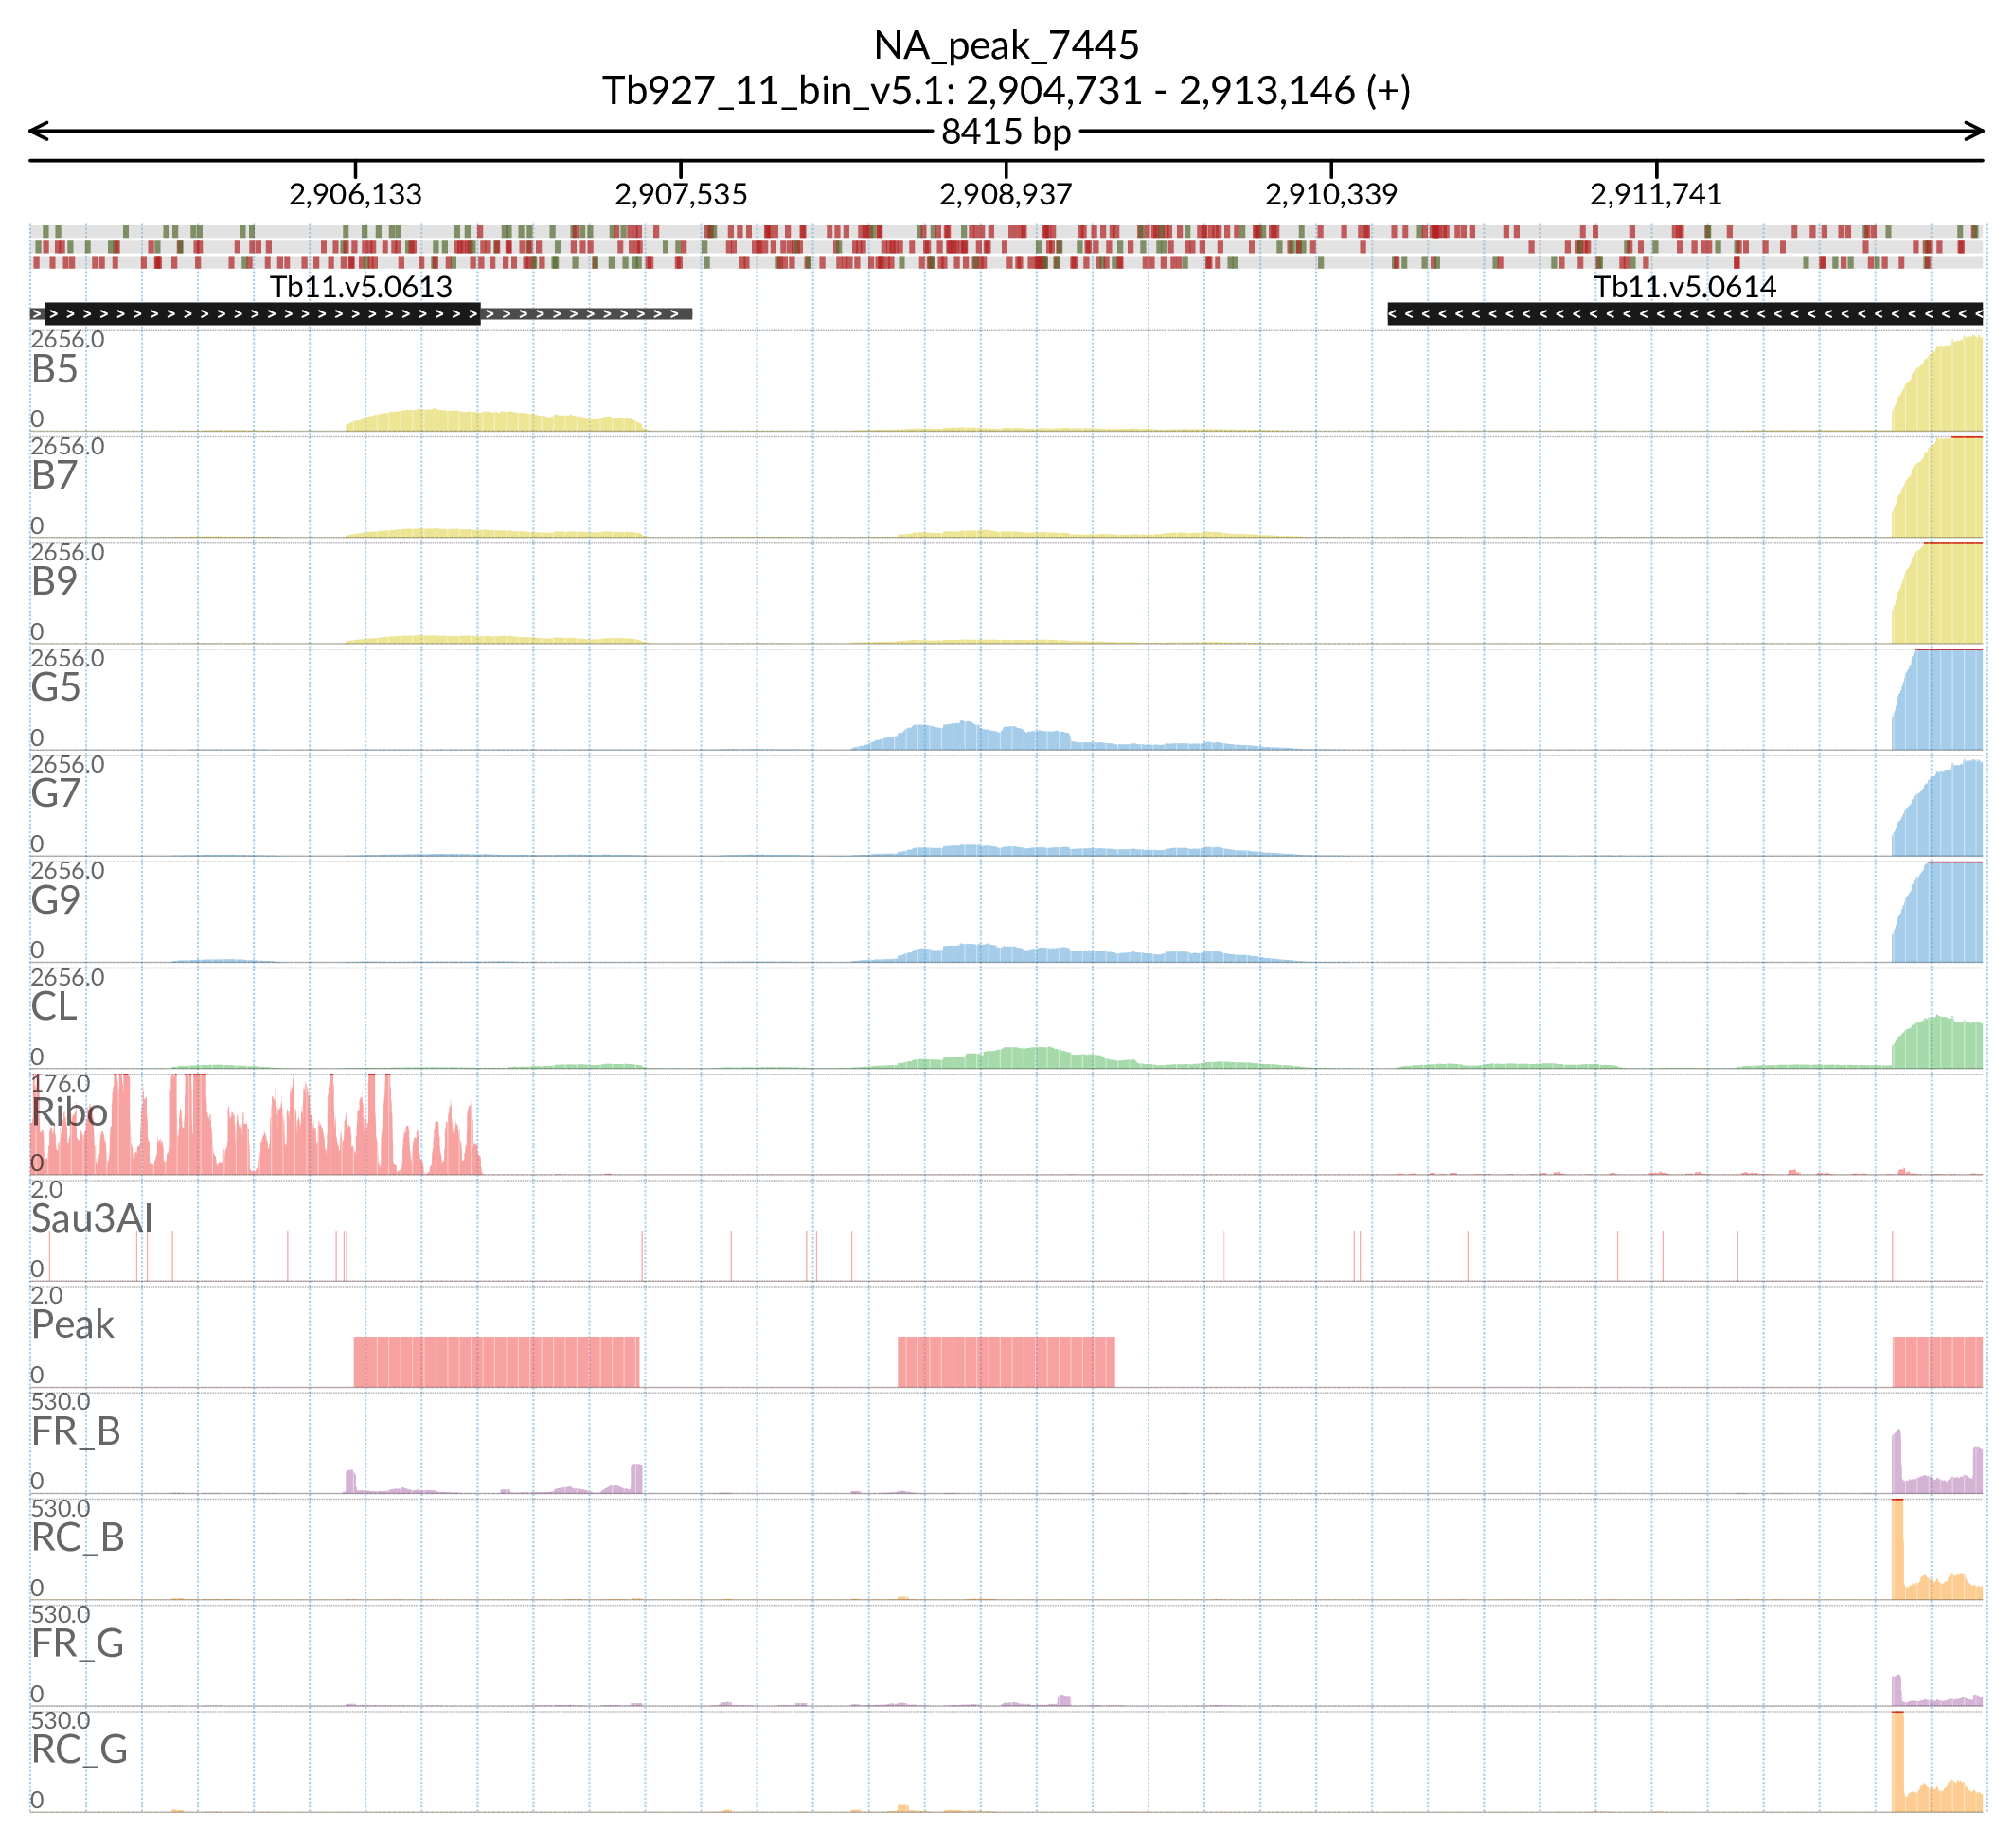 NA_peak_7445
Tb927_11_bin_v5.1: 2,904,731 - 2,913,146 (+)
8415 bp
2,906,133 2,907,535 2,908,937 2,910,339 2,911,741
Tb11.v5.0613 Tb11.v5.0614
2656.0
B5
0
2656.0
B7
0
2656.0
B9
0
2656.0
G5
0
2656.0
G7
0
2656.0
G9
0
2656.0
CL
0
176.0
Ribo
0
2.0
Sau3AI
0
2.0
Peak
0
530.0
FR_B
0
530.0
RC_B
0
530.0
FR_G
0
530.0
RC_G
0